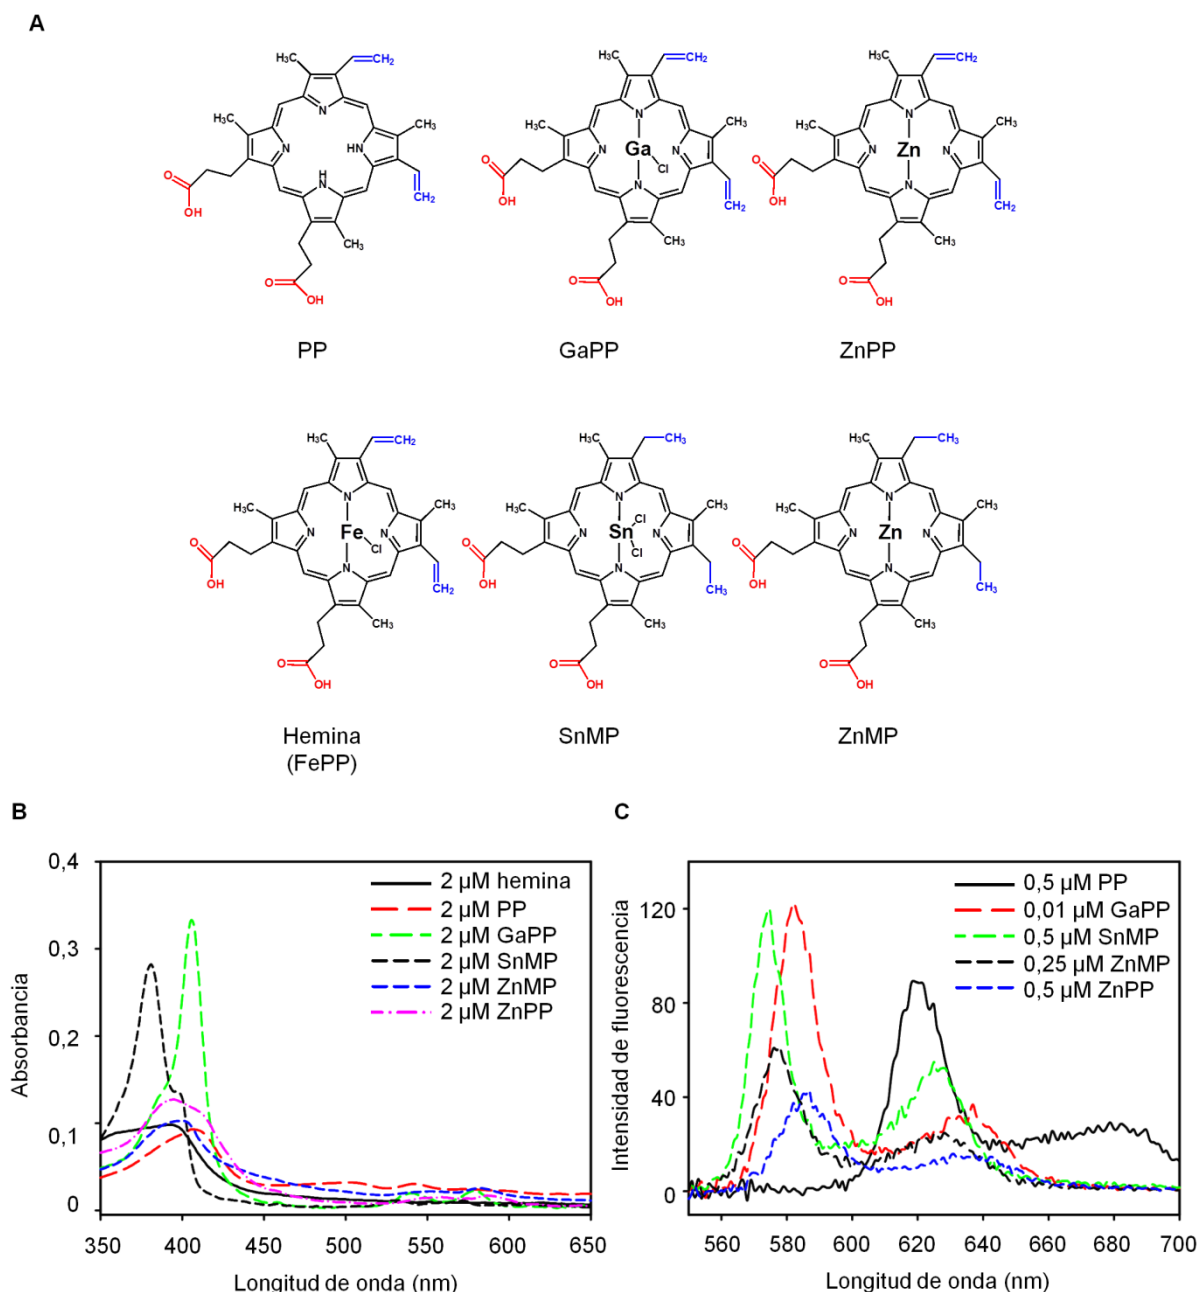 A
H₃C
CH₂
H₃C
N
CH₃
N
HN
H
N
O
OH
CH₂
CH₃
O
OH
PP
H₃C
CH₂
H₃C
N
CH₃
N
Ga
N
Cl
N
O
OH
CH₂
CH₃
O
OH
GaPP
H₃C
CH₂
H₃C
N
CH₃
N
Zn
N
N
O
OH
CH₂
CH₃
O
OH
ZnPP
H₃C
CH₂
H₃C
N
CH₃
N
Fe
N
Cl
N
O
OH
CH₂
CH₃
O
OH
Hemina
(FePP)
H₃C
CH₃
H₃C
N
CH₃
Cl
N
Sn
N
Cl
N
O
OH
CH₃
CH₃
O
OH
SnMP
H₃C
CH₃
H₃C
N
CH₃
N
Zn
N
N
O
OH
CH₃
CH₃
O
OH
ZnMP
B
Absorbancia
0,4
0,3
0,2
0,1
0
2 µM hemina
2 µM PP
2 µM GaPP
2 µM SnMP
2 µM ZnMP
2 µM ZnPP
350
400
450
500
550
600
650
Longitud de onda (nm)
C
Intensidad de fluorescencia
120
80
40
0
0,5 µM PP
0,01 µM GaPP
0,5 µM SnMP
0,25 µM ZnMP
0,5 µM ZnPP
560
580
600
620
640
660
680
700
Longitud de onda (nm)